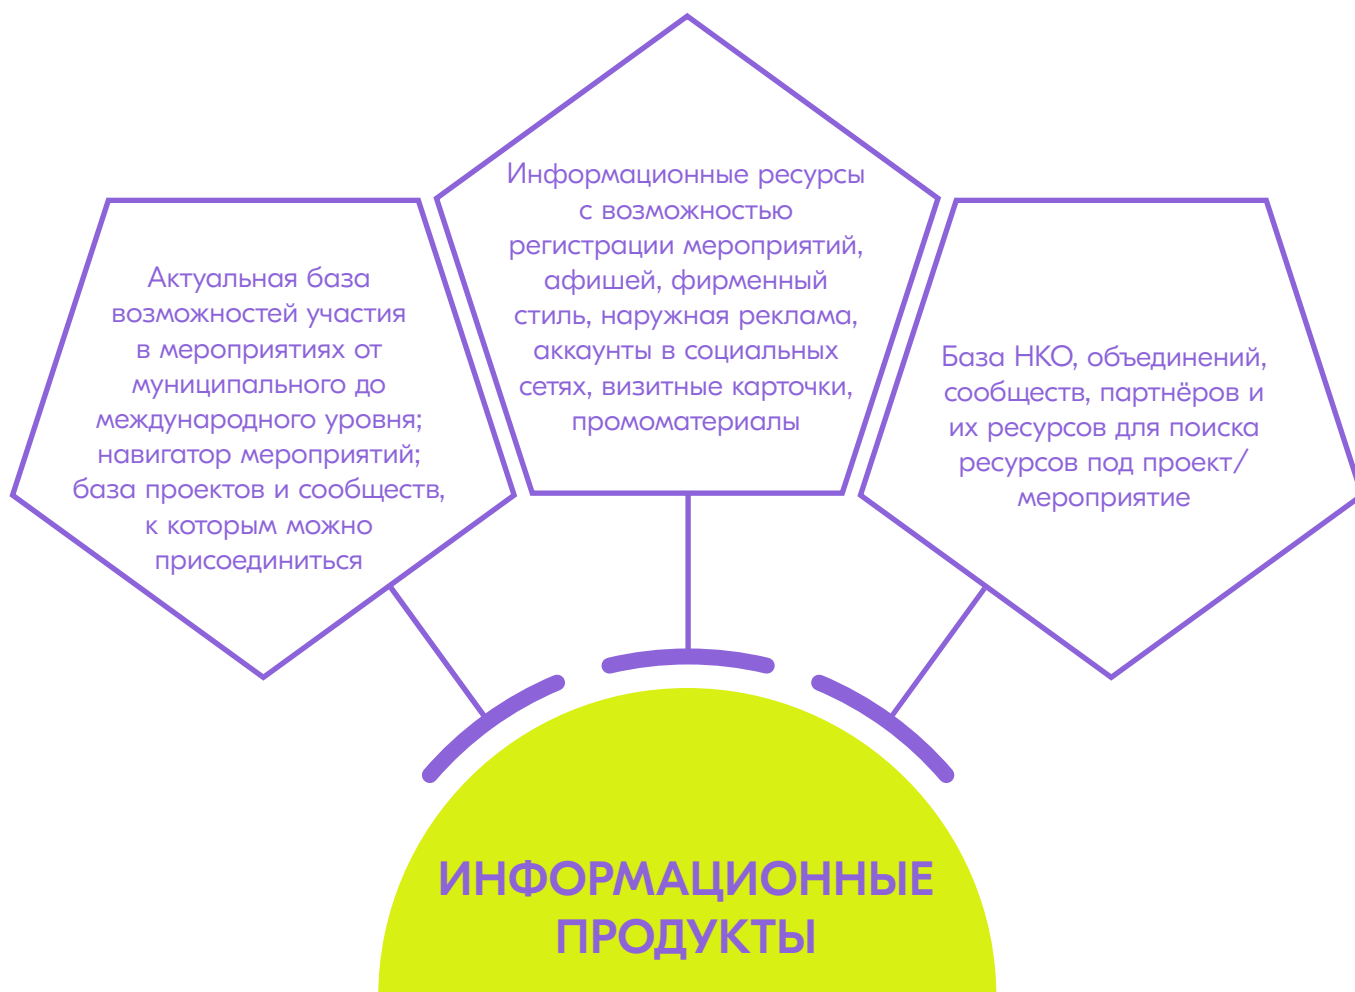 Актуальная база
возможностей участия
в мероприятиях от
муниципального до
международного уровня;
навигатор мероприятий;
база проектов и сообществ,
к которым можно
присоединиться
Информационные ресурсы
с возможностью
регистрации мероприятий,
афишей, фирменный
стиль, наружная реклама,
аккаунты в социальных
сетях, визитные карточки,
промоматериалы
База НКО, объединений,
сообществ, партнёров и
их ресурсов для поиска
ресурсов под проект/
мероприятие
ИНФОРМАЦИОННЫЕ
ПРОДУКТЫ